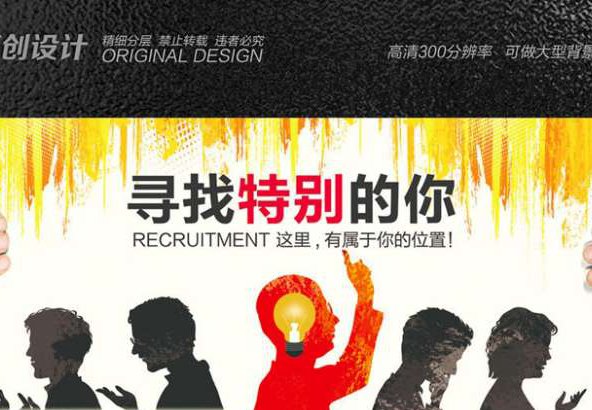 创设计
精细分层 禁止转载 违者必究
ORIGINAL DESIGN
高清300分辨率 可做大型背景
寻找特别的你
RECRUITMENT 这里，有属于你的位置！